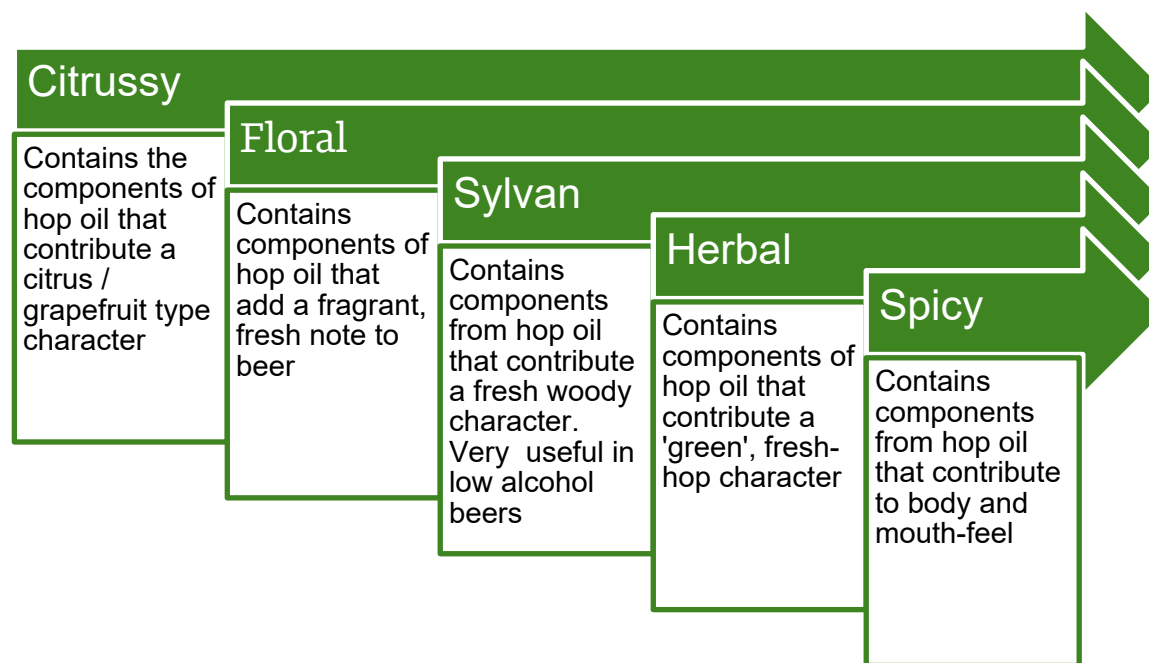 Citrussy
Contains the
components of
hop oil that
contribute a
citrus /
grapefruit type
character
Floral
Contains
components of
hop oil that
add a fragrant,
fresh note to
beer
Sylvan
Contains
components
from hop oil
that contribute
a fresh woody
character.
Very  useful in
low alcohol
beers
Herbal
Contains
components of
hop oil that
contribute a
'green', fresh-
hop character
Spicy
Contains
components
from hop oil
that contribute
to body and
mouth-feel